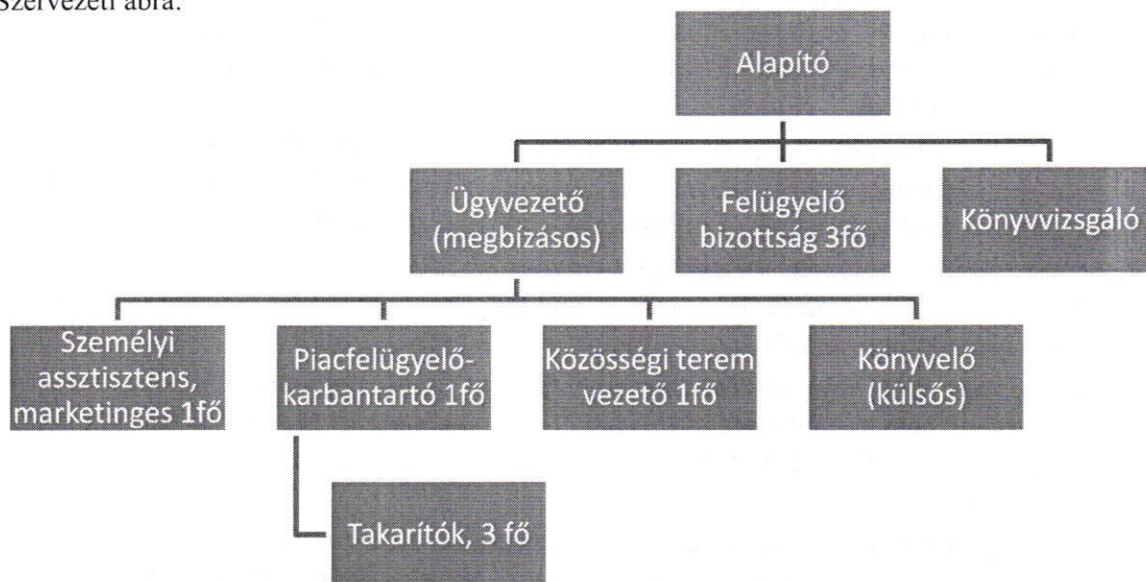 Szervezeti ábra:
Alapító
Ügyvezető
(megbízásos)
Felügyelő
bizottság 3fő
Könyvvizsgáló
Személyi
assztisztens,
marketinges 1fő
Piacfelügyelő-
karbantartó 1fő
Közösségi terem
vezető 1fő
Könyvelő
(külsős)
Takarítók, 3 fő